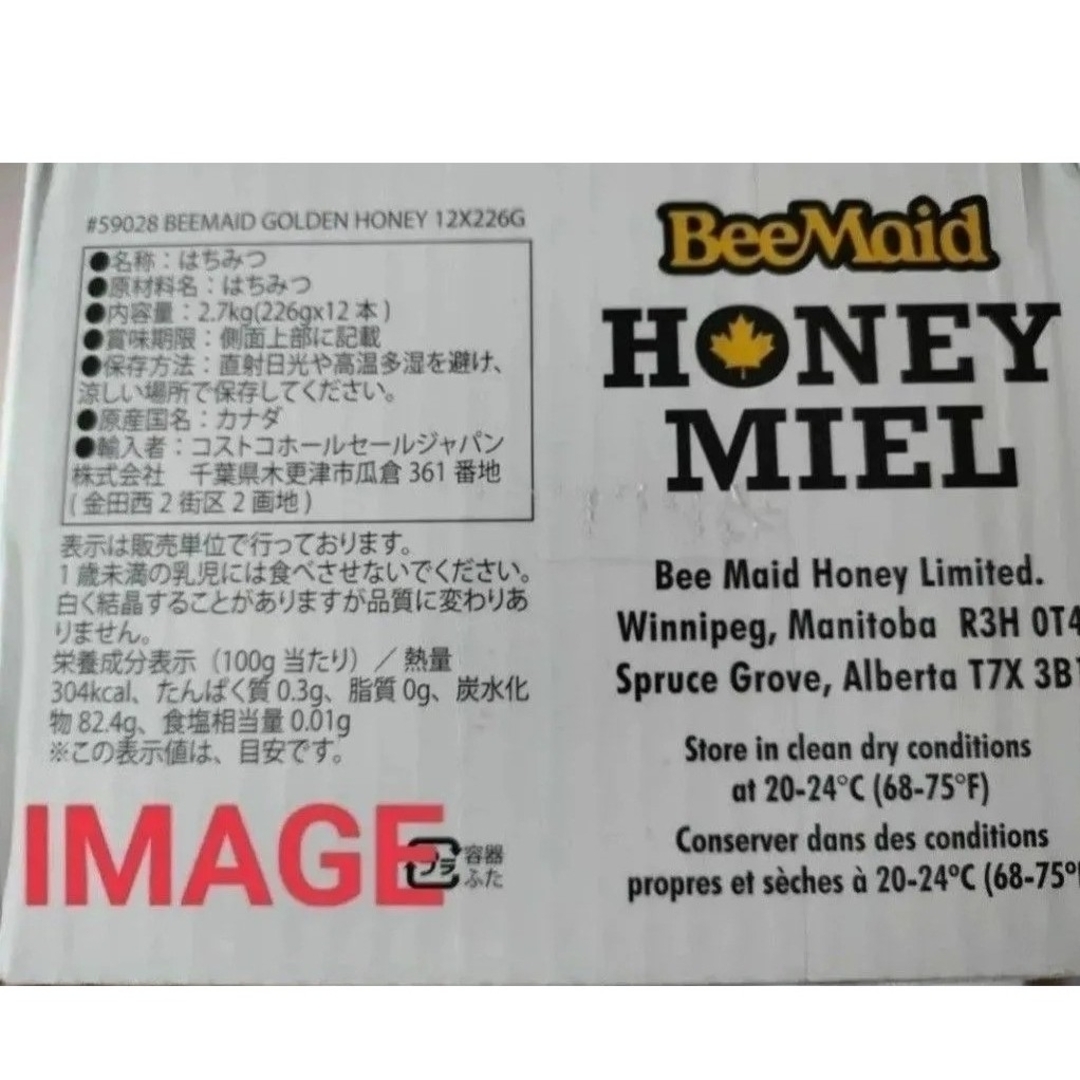 #59028 BEEMAID GOLDEN HONEY 12X226G
●名称：はちみつ
●原材料名：はちみつ
●内容量：2.7kg(226gx12本)
●賞味期限：側面上部に記載
●保存方法：直射日光や高温多湿を避け、
涼しい場所で保存してください。
●原産国名：カナダ
●輸入者：コストコホールセールジャパン
株式会社　千葉県木更津市瓜倉 361 番地
(金田西2街区2画地)
表示は販売単位で行っております。
1歳未満の乳児には食べさせないでください。
白く結晶することがありますが品質に変わりあ
りません。
栄養成分表示（100g 当たり）／熱量
304kcal、たんぱく質 0.3g、脂質 0g、炭水化
物 82.4g、食塩相当量 0.01g
※この表示値は、目安です。
IMAGE
プラ 容器
ふた
BeeMaid
HONEY
MIEL
Bee Maid Honey Limited.
Winnipeg, Manitoba R3H 0T4
Spruce Grove, Alberta T7X 3B
Store in clean dry conditions
at 20-24°C (68-75°F)
Conserver dans des conditions
propres et sèches à 20-24°C (68-75°